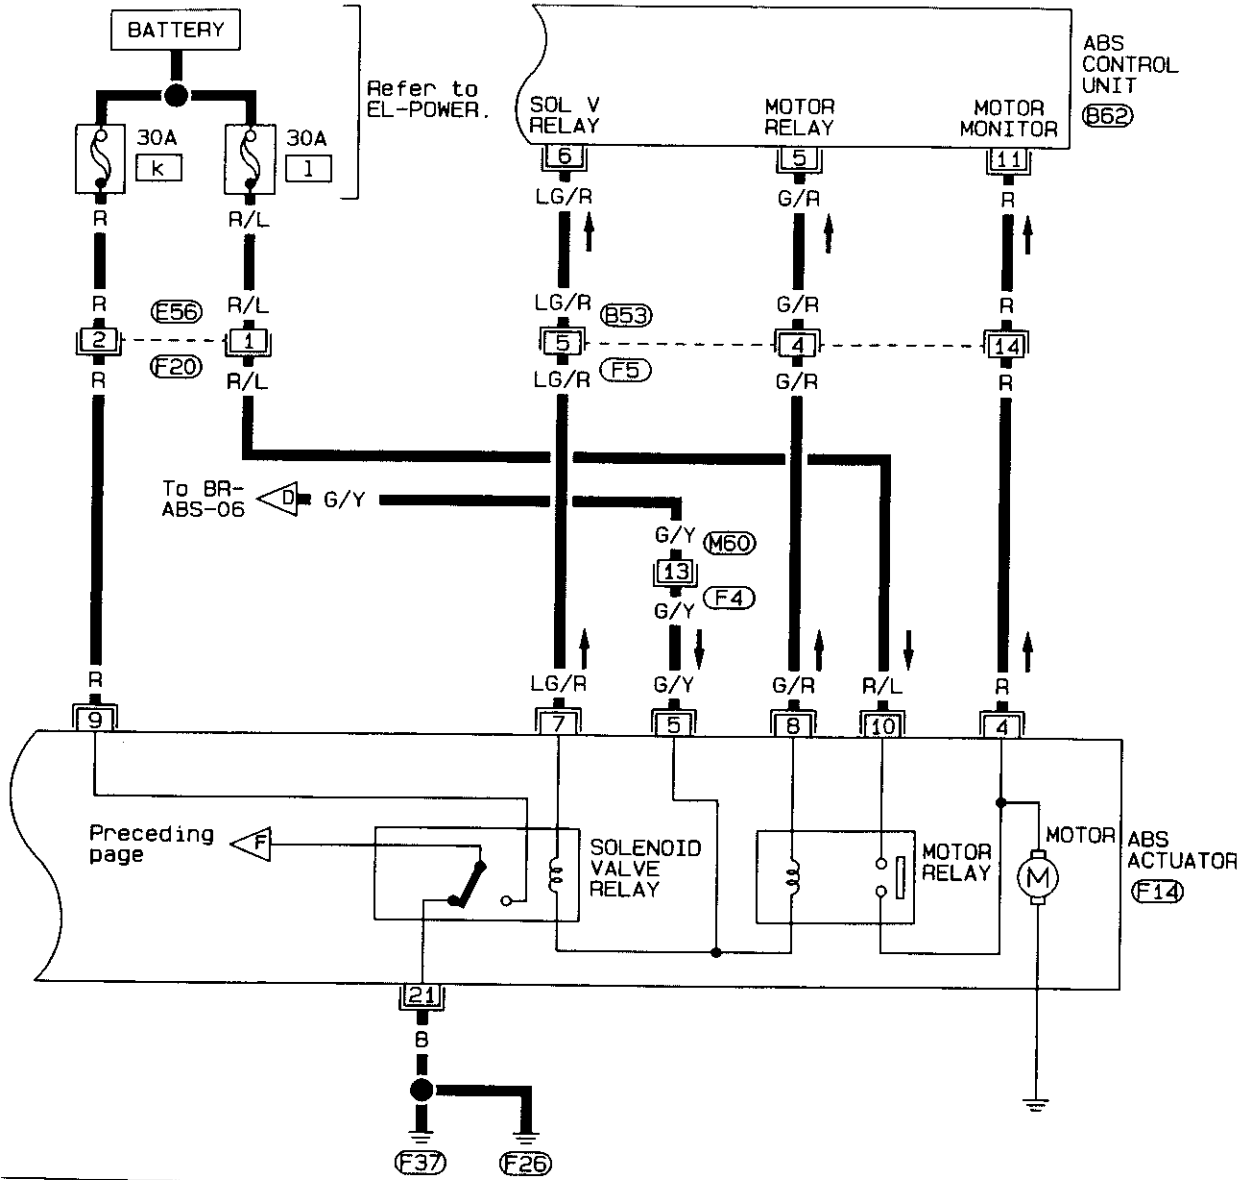 BATTERY
Refer to
EL-POWER.
30A
k
30A
l
SOL V
RELAY
MOTOR
RELAY
MOTOR
MONITOR
ABS
CONTROL
UNIT
B62
6
5
11
R
R/L
LG/R
G/R
R
R
E56
R/L
LG/R
B53
G/R
R
2
1
5
4
14
R
F20
R/L
LG/R
F5
G/R
R
To BR-
ABS-06
D
G/Y
G/Y
M60
13
G/Y
F4
R
LG/R
G/Y
G/R
R/L
R
9
7
5
8
10
4
Preceding
page
F
SOLENOID
VALVE
RELAY
MOTOR
RELAY
MOTOR
M
ABS
ACTUATOR
F14
21
B
F37
F26